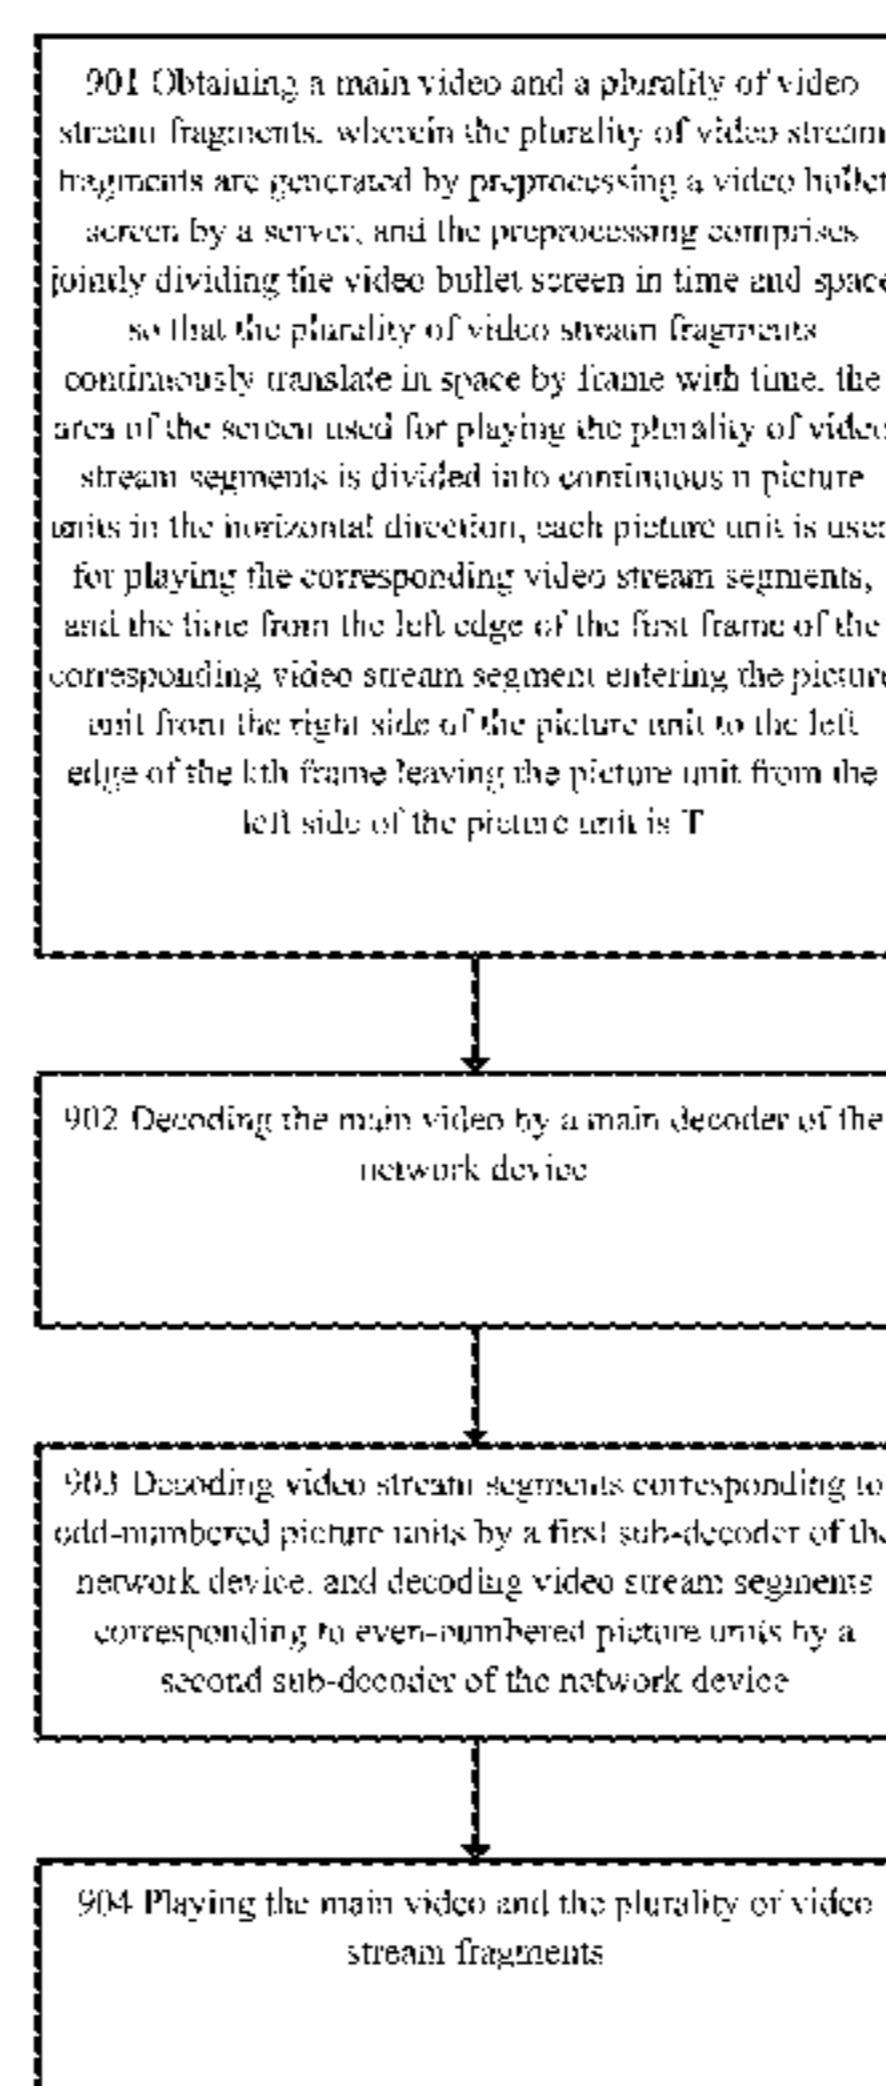 901 Obtaining a main video and a plurality of video
stream fragments, wherein the plurality of video stream
fragments are generated by preprocessing a video bullet
screen by a server, and the preprocessing comprises
jointly dividing the video bullet screen in time and space
so that the plurality of video stream fragments
continuously translate in space by frame with time, the
area of the screen used for playing the plurality of video
stream segments is divided into continuous n picture
units in the horizontal direction, each picture unit is used
for playing the corresponding video stream segments,
and the time from the left edge of the first frame of the
corresponding video stream segment entering the picture
unit from the right side of the picture unit to the left
edge of the kth frame leaving the picture unit from the
left side of the picture unit is T
902 Decoding the main video by a main decoder of the
network device
903 Decoding video stream segments corresponding to
odd-numbered picture units by a first sub-decoder of the
network device, and decoding video stream segments
corresponding to even-numbered picture units by a
second sub-decoder of the network device
904 Playing the main video and the plurality of video
stream fragments